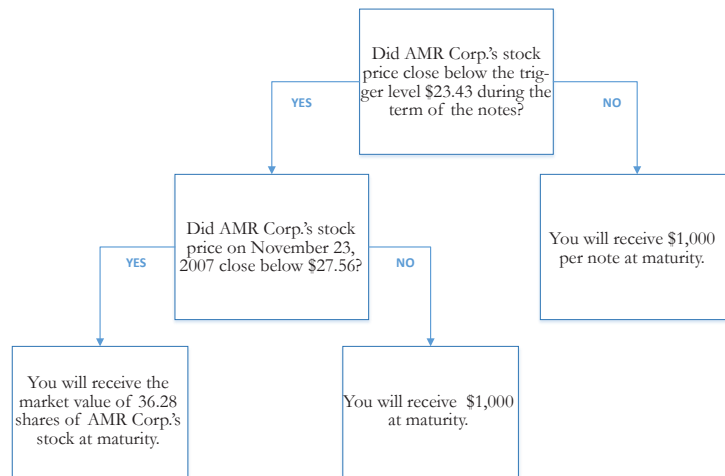 Did AMR Corp.'s stock
price close below the trig-
ger level $23.43 during the
term of the notes?
YES
NO
Did AMR Corp.'s stock
price on November 23,
2007 close below $27.56?
You will receive $1,000
per note at maturity.
YES
NO
You will receive the
market value of 36.28
shares of AMR Corp.'s
stock at maturity.
You will receive $1,000
at maturity.